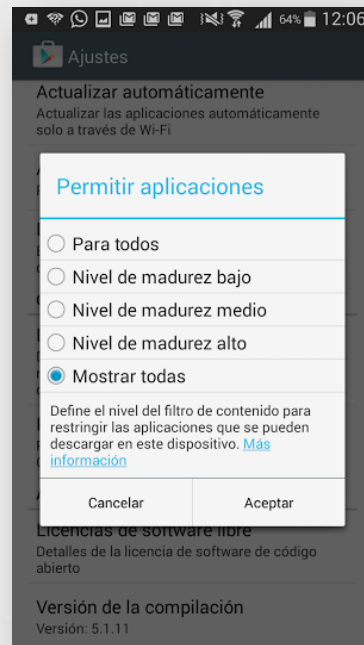 64% 12:06
Ajustes
Actualizar automáticamente
Actualizar las aplicaciones automáticamente
solo a través de Wi-Fi
Permitir aplicaciones
Para todos
Nivel de madurez bajo
Nivel de madurez medio
Nivel de madurez alto
Mostrar todas
Define el nivel del filtro de contenido para
restringir las aplicaciones que se pueden
descargar en este dispositivo. Más
información
Cancelar Aceptar
Licencias de software libre
Detalles de la licencia de software de código
abierto
Versión de la compilación
Versión: 5.1.11